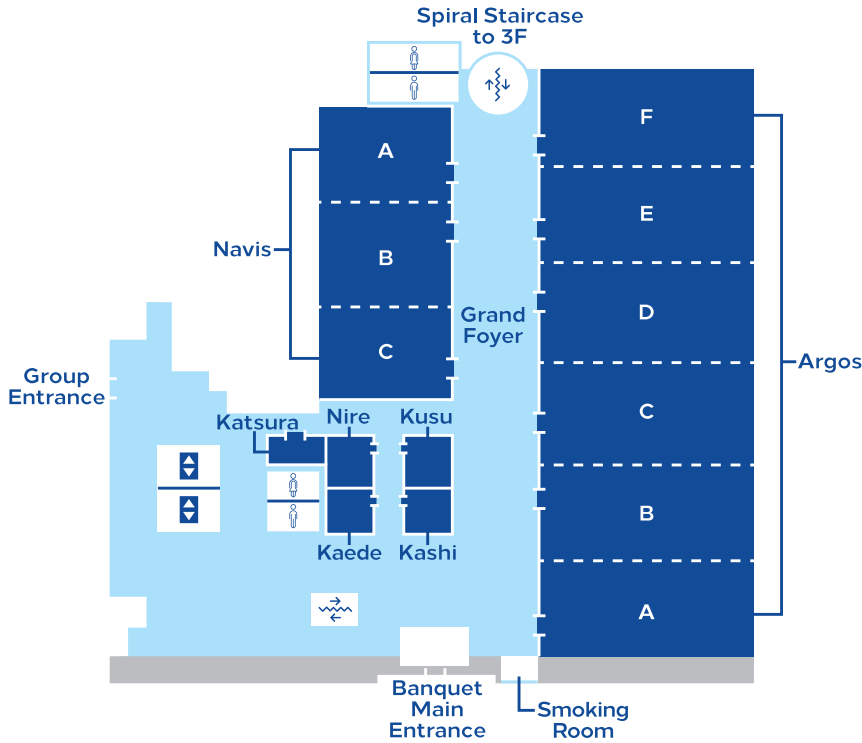 Spiral Staircase
to 3F
F
A
E
Navis
B
D
Grand
Foyer
C
Argos
Group
Entrance
C
Katsura
Nire
Kusu
B
Kaede
Kashi
A
Banquet
Main
Entrance
Smoking
Room